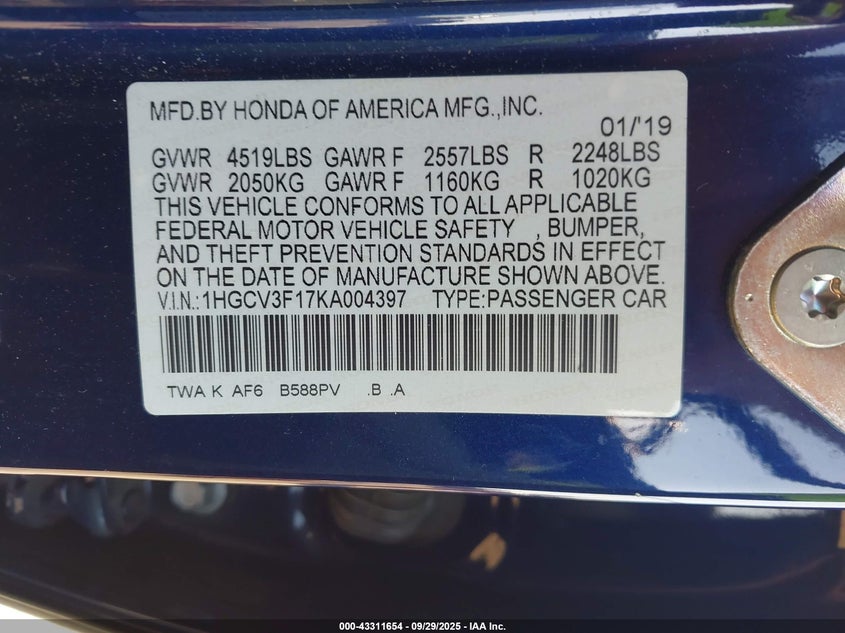 MFD.BY HONDA OF AMERICA MFG.,INC.
01/'19
GVWR 4519LBS GAWR F 2557LBS R 2248LBS
GVWR 2050KG GAWR F 1160KG R 1020KG
THIS VEHICLE CONFORMS TO ALL APPLICABLE
FEDERAL MOTOR VEHICLE SAFETY , BUMPER,
AND THEFT PREVENTION STANDARDS IN EFFECT
ON THE DATE OF MANUFACTURE SHOWN ABOVE.
V.I.N.:1HGCV3F17KA004397 TYPE:PASSENGER CAR
TWA K AF6 B588PV .B .A
000-43311654 / 09/29/2025 - IAA Inc.